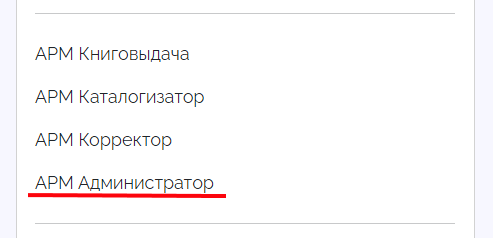 АРМ Книговыдача
АРМ Каталогизатор
АРМ Корректор
АРМ Администратор